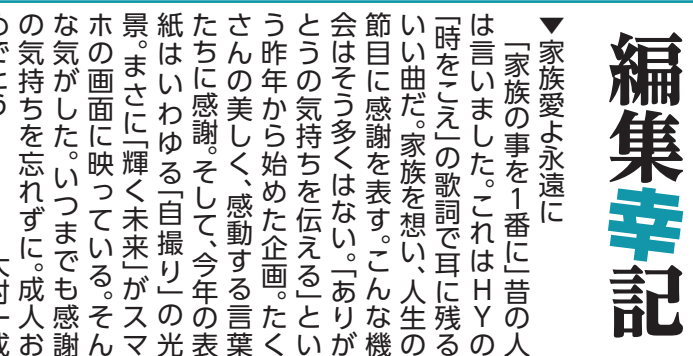 編集幸記
▼家族愛よ永遠に
「家族の事を1番に」昔の人
は言いました。これはHYの
「時をこえ」の歌詞で耳に残る
いい曲だ。家族を想い、人生の
節目に感謝を表す。こんな機
会はそう多くはない。「ありが
とうの気持ちを伝える」とい
う昨年から始めた企画。たく
さんの美しく、感動する言葉
たちに感謝。そして、今年の表
紙はいわゆる「自撮り」の光
景。まさに「輝く未来」がスマ
ホの画面に映っている。そん
な気がした。いつまでも感謝
の気持ちを忘れずに。成人お
めでとう